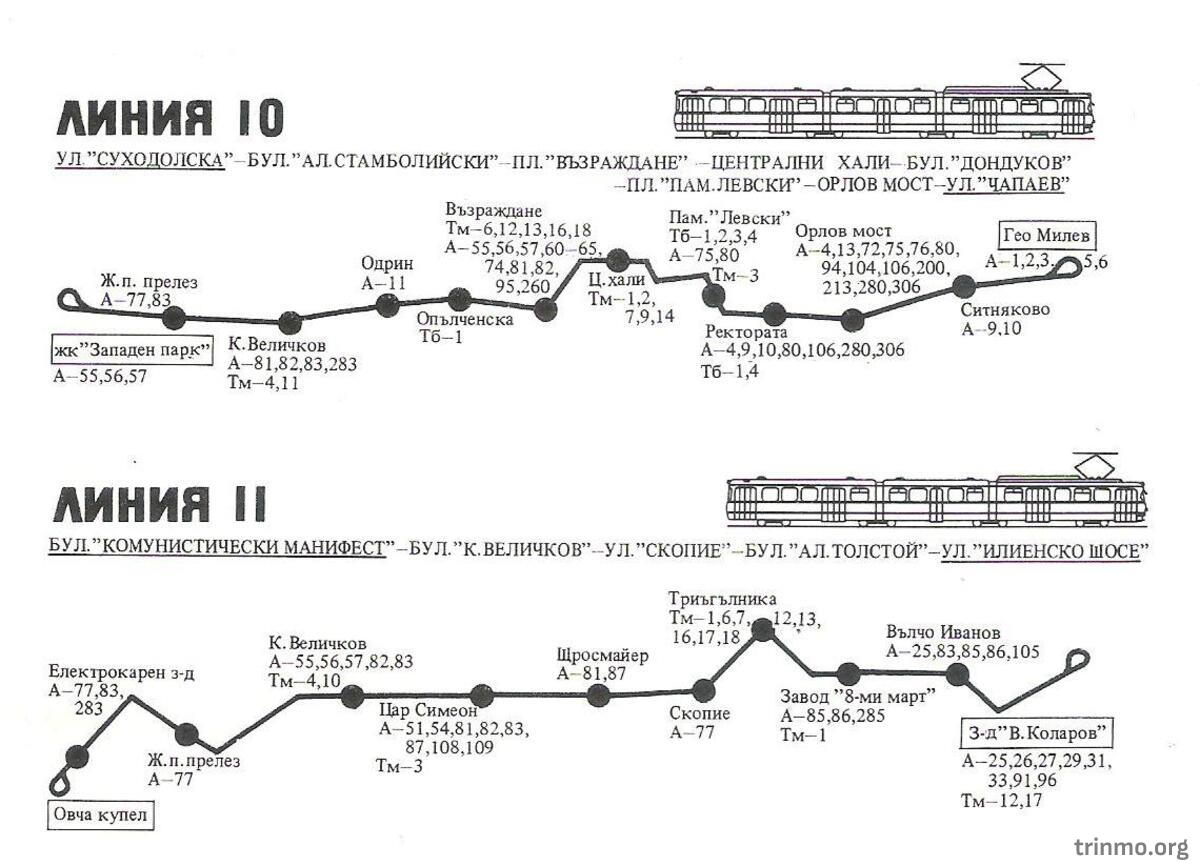 ЛИНИЯ 10
УЛ."СУХОДОЛСКА"–БУЛ."АЛ.СТАМБОЛИЙСКИ"–ПЛ."ВЪЗРАЖДАНЕ" –ЦЕНТРАЛНИ ХАЛИ–БУЛ."ДОНДУКОВ"
–ПЛ."ПАМ.ЛЕВСКИ"–ОРЛОВ МОСТ–УЛ."ЧАПАЕВ"
жк"Западен парк"
А–55,56,57
Ж.п. прелез
А–77,83
К.Величков
А–81,82,83,283
Тм–4,11
Одрин
А–11
Опълченска
Тб–1
Възраждане
Тм–6,12,13,16,18
А–55,56,57,60–65,
74,81,82,
95,260
Ц.хали
Тм–1,2,
7,9,14
Пам."Левски"
Тб–1,2,3,4
А–75,80
Тм–3
Ректората
А–4,9,10,80,106,280,306
Тб–1,4
Орлов мост
А–4,13,72,75,76,80,
94,104,106,200,
213,280,306
Ситняково
А–9,10
Гео Милев
А–1,2,3. 5,6
ЛИНИЯ 11
БУЛ."КОМУНИСТИЧЕСКИ МАНИФЕСТ"–БУЛ."К.ВЕЛИЧКОВ"–УЛ."СКОПИЕ"–БУЛ."АЛ.ТОЛСТОЙ"–УЛ."ИЛИЕНСКО ШОСЕ"
Овча купел
Електрокарен з-д
А–77,83,
283
Ж.п.прелез
А–77
К.Величков
А–55,56,57,82,83
Тм–4,10
Цар Симеон
А–51,54,81,82,83,
87,108,109
Тм–3
Щросмайер
А–81,87
Скопие
А–77
Триъгълника
Тм–1,6,7, 12,13,
16,17,18
Завод "8-ми март"
А–85,86,285
Тм–1
Вълчо Иванов
А–25,83,85,86,105
З-д"В.Коларов"
А–25,26,27,29,31,
33,91,96
Тм–12,17
trinmo.org